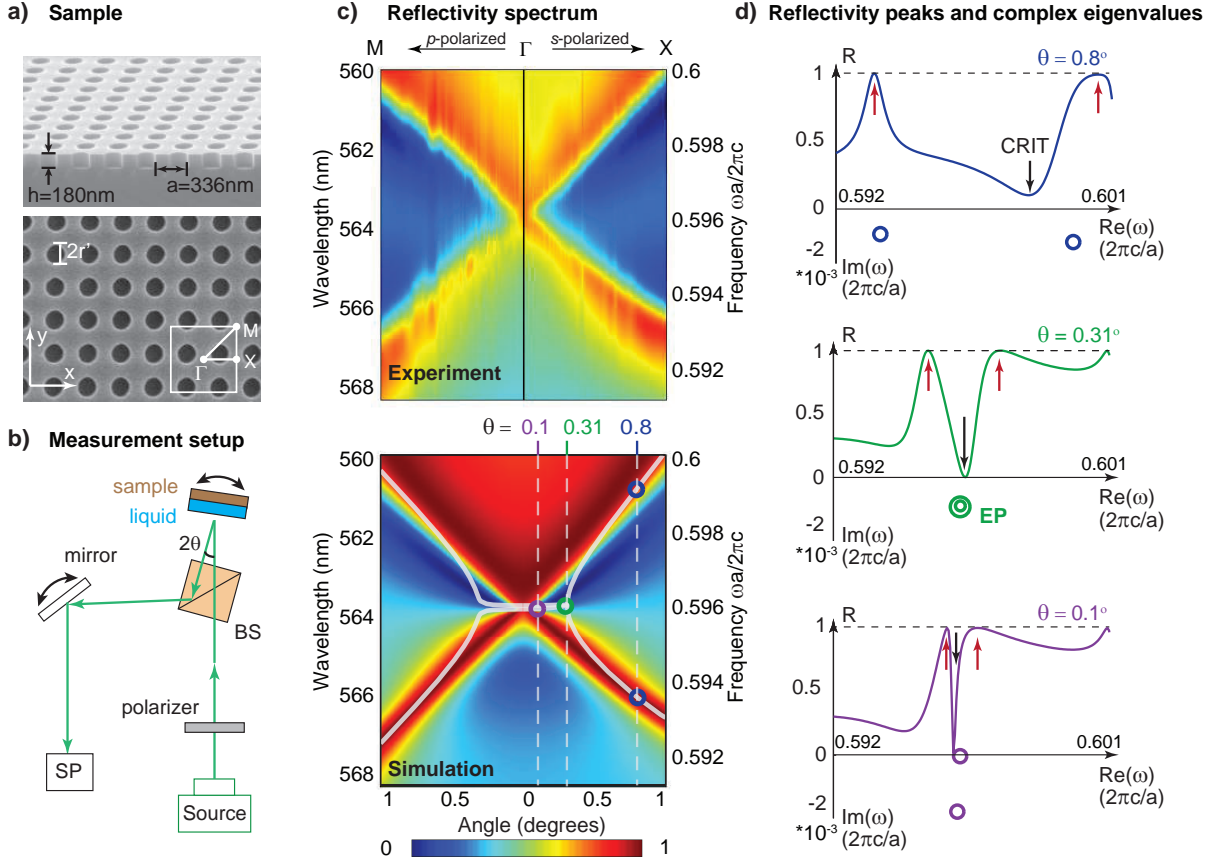 a) Sample
h=180nm
a=336nm
2r'
y
x
M
Γ
X
b) Measurement setup
sample
liquid
2θ
mirror
BS
polarizer
SP
Source
c) Reflectivity spectrum
M p-polarized Γ s-polarized X
560
562
564
566
568
Wavelength (nm)
0.6
0.598
0.596
0.594
0.592
Frequency ωa/2πc
Experiment
θ = 0.1 0.31 0.8
560
562
564
566
568
Wavelength (nm)
0.6
0.598
0.596
0.594
0.592
Frequency ωa/2πc
Simulation
1 0.5 0 0.5 1
Angle (degrees)
0 1
d) Reflectivity peaks and complex eigenvalues
R
θ = 0.8°
1
0.5
CRIT
0.592
0.601
0
Re(ω)
(2πc/a)
-2
*10⁻³
Im(ω)
(2πc/a)
R
θ = 0.31°
1
0.5
0.592
0.601
0
Re(ω)
(2πc/a)
EP
-2
*10⁻³
Im(ω)
(2πc/a)
R
θ = 0.1°
1
0.5
0.592
0.601
0
Re(ω)
(2πc/a)
-2
*10⁻³
Im(ω)
(2πc/a)